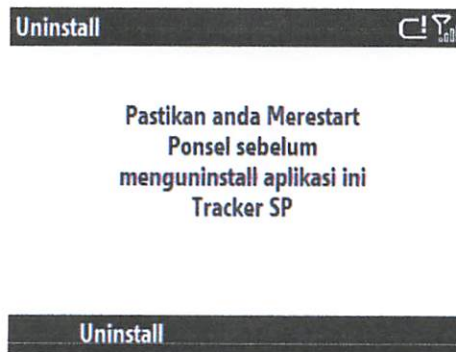 Uninstall
Pastikan anda Merestart
Ponsel sebelum
menguninstall aplikasi ini
Tracker SP
Uninstall